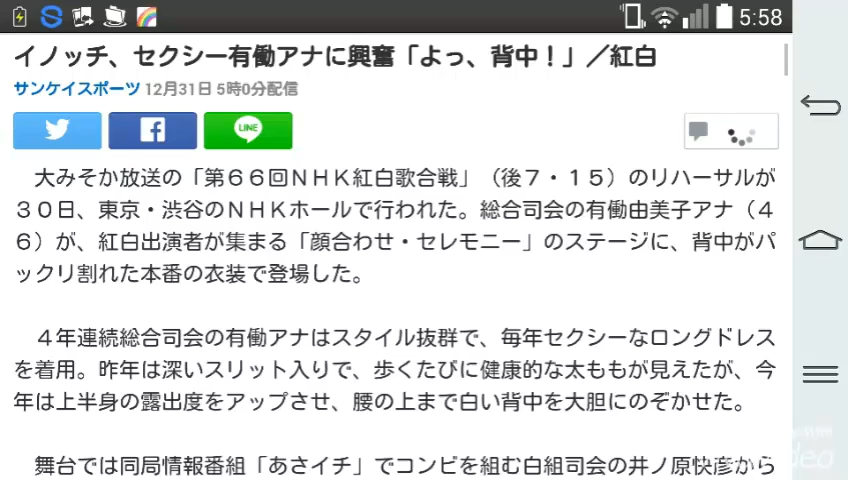 5:58
イノッチ、セクシー有働アナに興奮「よっ、背中！」／紅白
サンケイスポーツ 12月31日 5時0分配信
LINE
　大みそか放送の「第６６回ＮＨＫ紅白歌合戦」（後７・１５）のリハーサルが
３０日、東京・渋谷のＮＨＫホールで行われた。総合司会の有働由美子アナ（４
６）が、紅白出演者が集まる「顔合わせ・セレモニー」のステージに、背中がパ
ックリ割れた本番の衣装で登場した。
　４年連続総合司会の有働アナはスタイル抜群で、毎年セクシーなロングドレス
を着用。昨年は深いスリット入りで、歩くたびに健康的な太ももが見えたが、今
年は上半身の露出度をアップさせ、腰の上まで白い背中を大胆にのぞかせた。
　舞台では同局情報番組「あさイチ」でコンビを組む白組司会の井ノ原快彦から